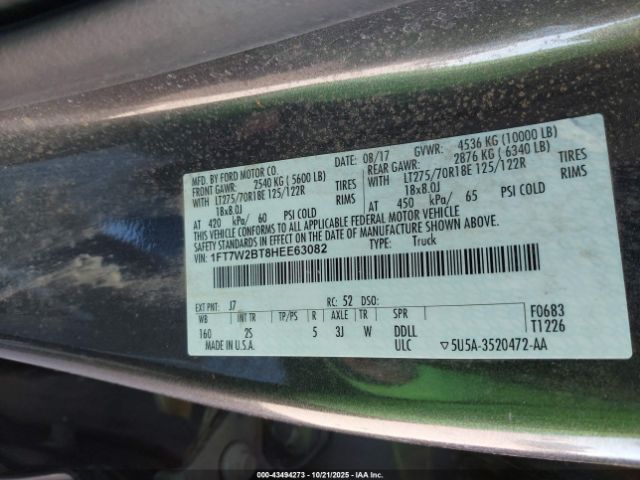 MFD. BY FORD MOTOR CO.
DATE: 08/17 GVWR: 4536 KG (10000 LB)
FRONT GAWR: 2540 KG ( 5600 LB) REAR GAWR: 2876 KG ( 6340 LB)
WITH LT275/70R18E 125/122R TIRES WITH LT275/70R18E 125/122R TIRES
18x8.0J RIMS 18x8.0J RIMS
AT 420 kPa/ 60 PSI COLD AT 450 kPa/ 65 PSI COLD
THIS VEHICLE CONFORMS TO ALL APPLICABLE FEDERAL MOTOR VEHICLE
SAFETY STANDARDS IN EFFECT ON THE DATE OF MANUFACTURE SHOWN ABOVE.
VIN: 1FT7W2BT8HEE63082 TYPE: Truck
EXT PNT: J7 RC: 52 DSO:
WB INT TR TP/PS R AXLE TR SPR F0683
160 2S 5 3J W DDLL T1226
MADE IN U.S.A. ULC ▽5U5A-3520472-AA
000-43494273 - 10/21/2025 - IAAI.com